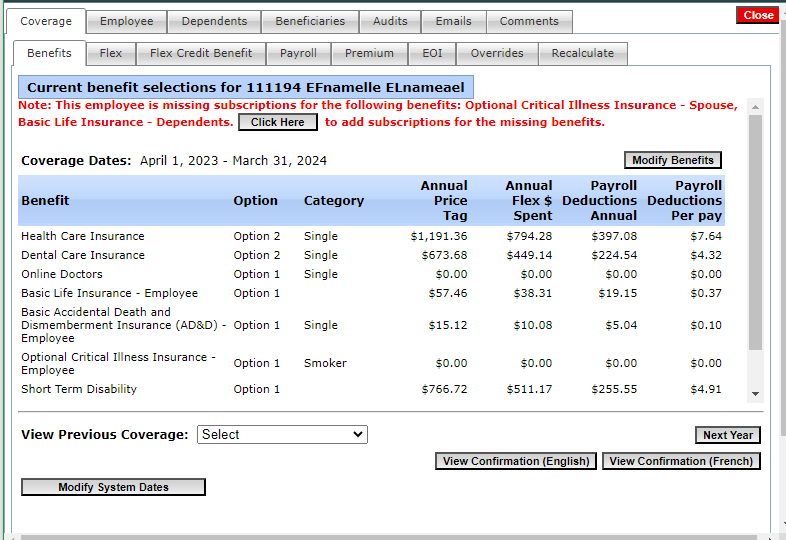 Close
Coverage Employee Dependents Beneficiaries Audits Emails Comments
Benefits Flex Flex Credit Benefit Payroll Premium EOI Overrides Recalculate
Current benefit selections for 111194 EFnamelle ELnameael
Note: This employee is missing subscriptions for the following benefits: Optional Critical Illness Insurance - Spouse,
Basic Life Insurance - Dependents. Click Here to add subscriptions for the missing benefits.
Coverage Dates: April 1, 2023 - March 31, 2024 Modify Benefits
Annual Annual Payroll Payroll
Benefit Option Category Price Flex $ Deductions Deductions
Tag Spent Annual Per pay
Health Care Insurance Option 2 Single $1,191.36 $794.28 $397.08 $7.64
Dental Care Insurance Option 2 Single $673.68 $449.14 $224.54 $4.32
Online Doctors Option 1 Single $0.00 $0.00 $0.00 $0.00
Basic Life Insurance - Employee Option 1 $57.46 $38.31 $19.15 $0.37
Basic Accidental Death and
Dismemberment Insurance (AD&D) - Option 1 Single $15.12 $10.08 $5.04 $0.10
Employee
Optional Critical Illness Insurance -
Employee Option 1 Smoker $0.00 $0.00 $0.00 $0.00
Short Term Disability Option 1 $766.72 $511.17 $255.55 $4.91
View Previous Coverage: Select Next Year
View Confirmation (English) View Confirmation (French)
Modify System Dates